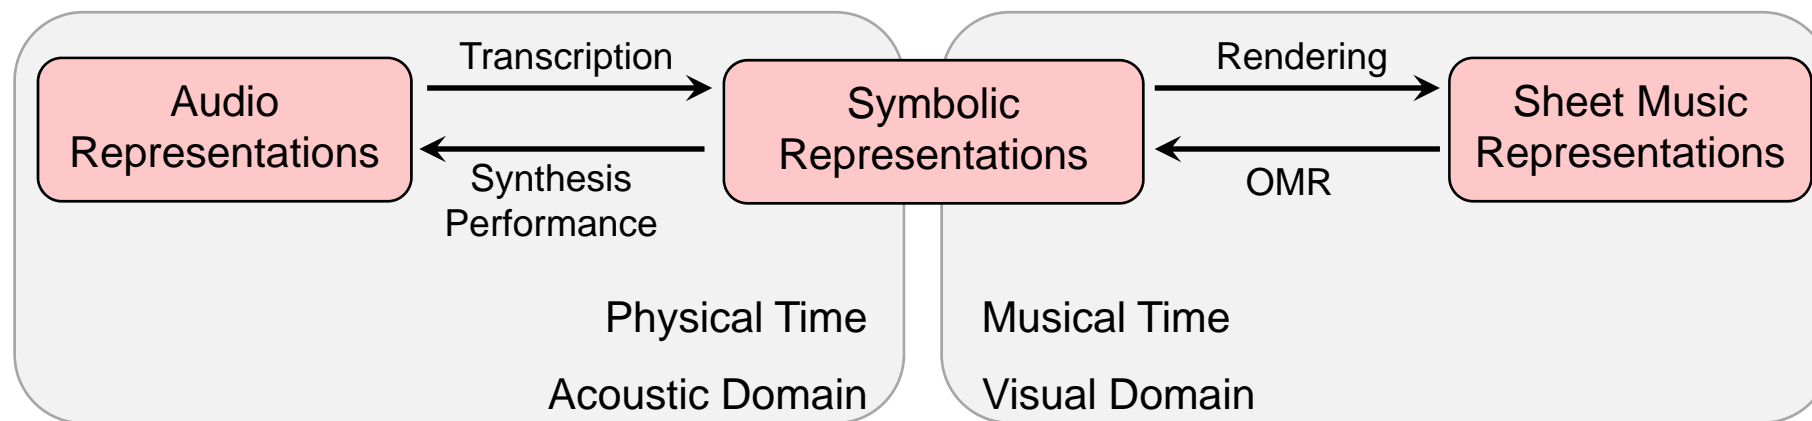 Transcription
Rendering
Audio
Representations
Symbolic
Representations
Sheet Music
Representations
Synthesis
Performance
OMR
Physical Time
Musical Time
Acoustic Domain
Visual Domain